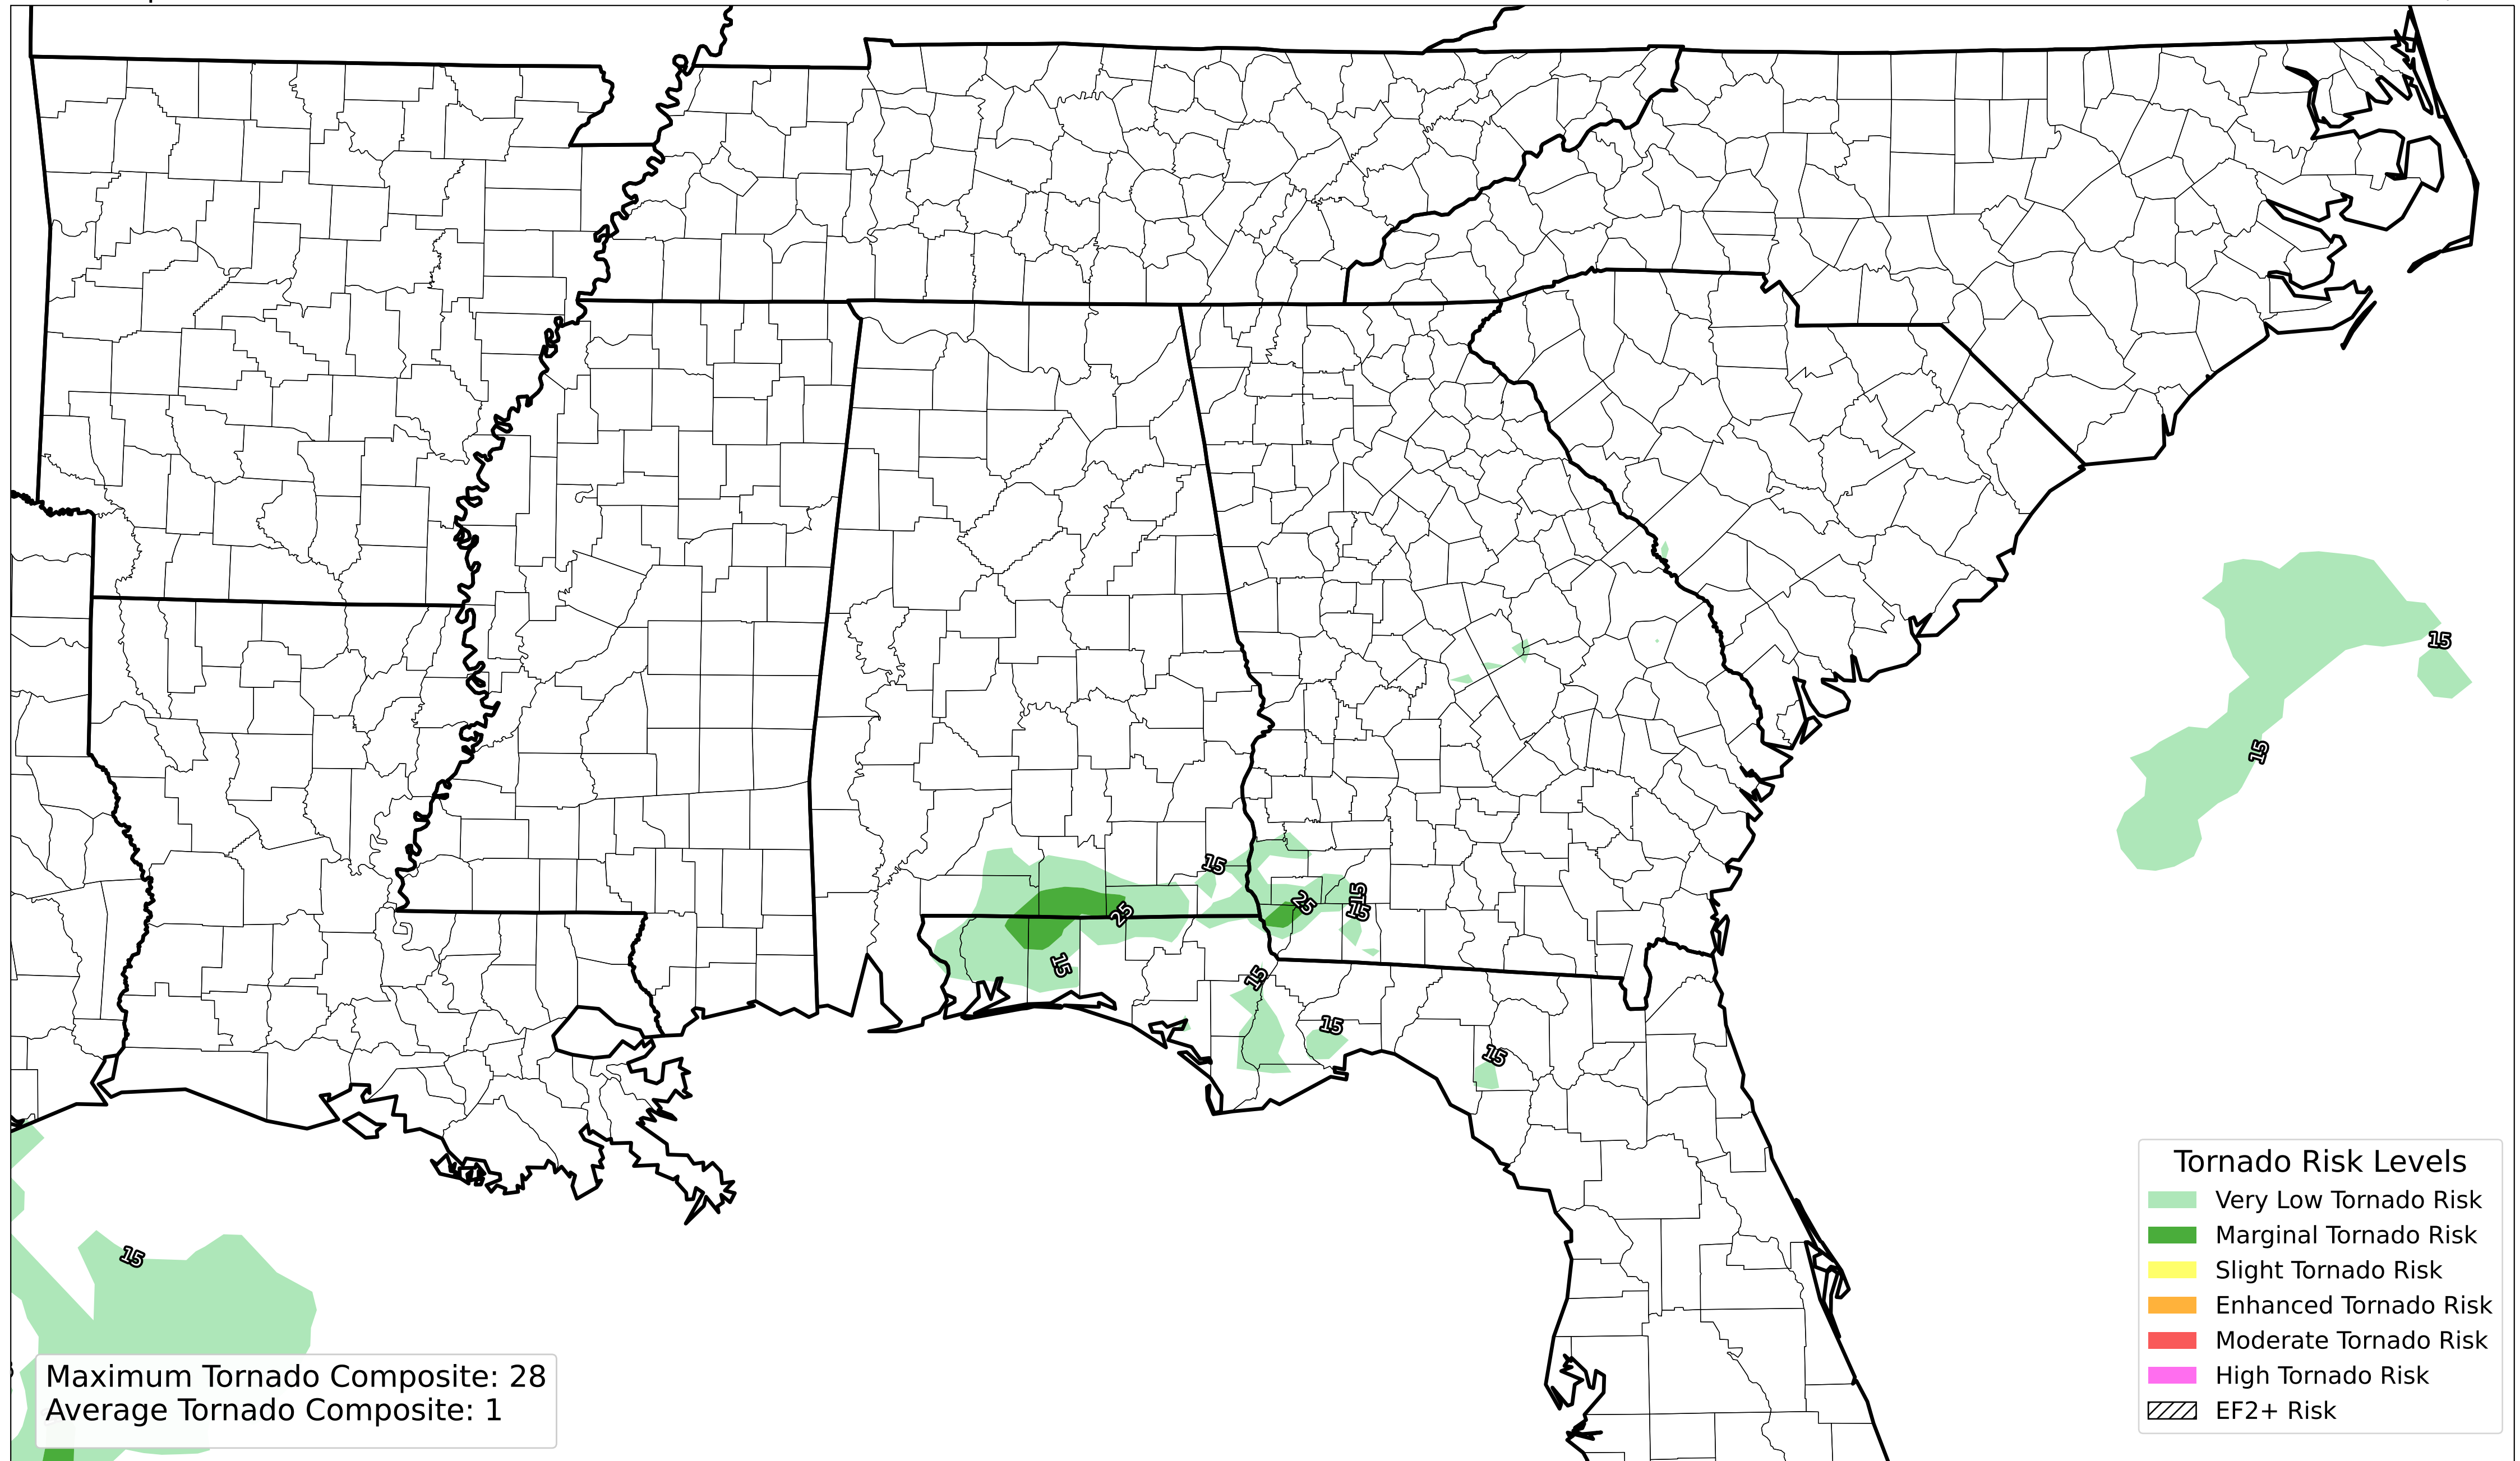 15
15
15
25
25
15
15
15
15
15
15
15
Tornado Risk Levels
Very Low Tornado Risk
Marginal Tornado Risk
Slight Tornado Risk
Enhanced Tornado Risk
Moderate Tornado Risk
High Tornado Risk
EF2+ Risk
Maximum Tornado Composite: 28
Average Tornado Composite: 1